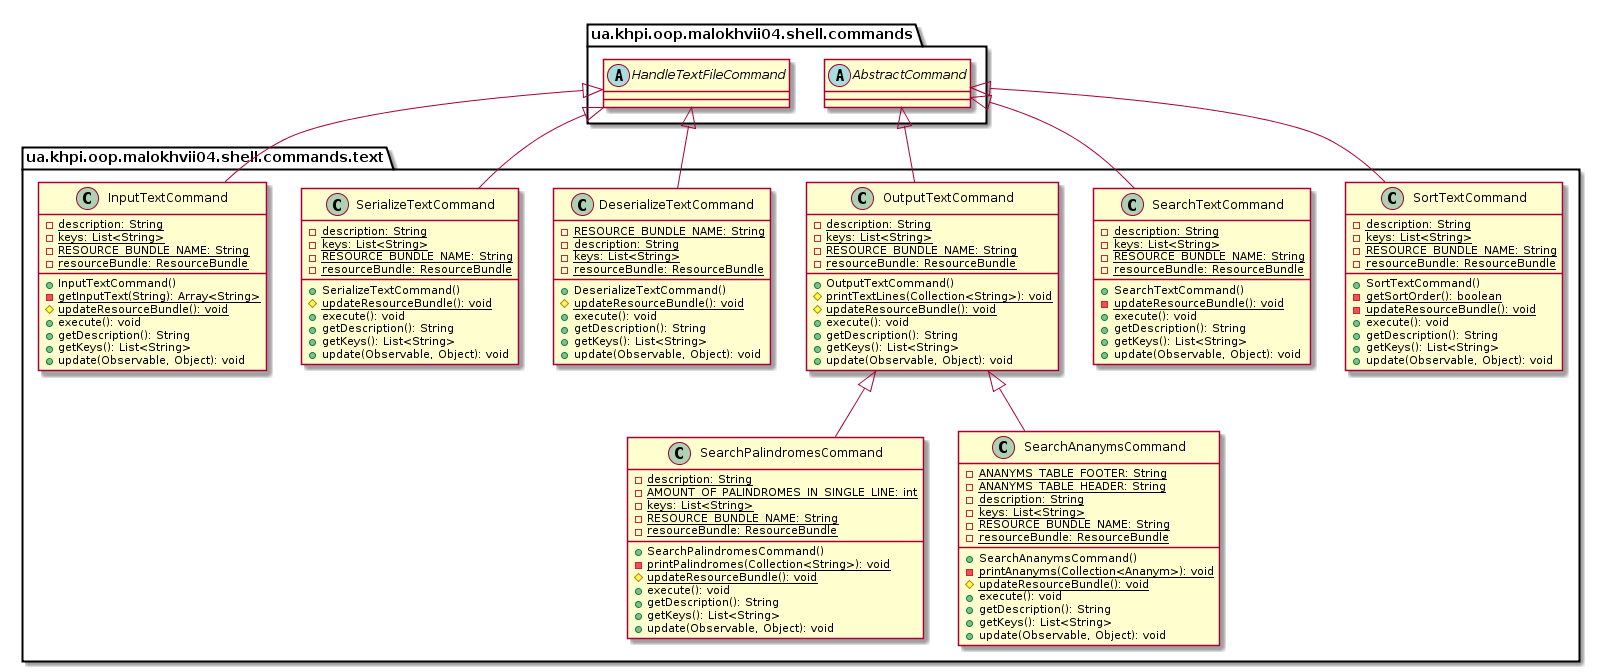 ua.khpi.oop.malokhvii04.shell.commands
A HandleTextFileCommand
A AbstractCommand
ua.khpi.oop.malokhvii04.shell.commands.text
C InputTextCommand
description: String
keys: List<String>
RESOURCE_BUNDLE_NAME: String
resourceBundle: ResourceBundle
InputTextCommand()
getInputText(String): Array<String>
updateResourceBundle(): void
execute(): void
getDescription(): String
getKeys(): List<String>
update(Observable, Object): void
C SerializeTextCommand
description: String
keys: List<String>
RESOURCE_BUNDLE_NAME: String
resourceBundle: ResourceBundle
SerializeTextCommand()
updateResourceBundle(): void
execute(): void
getDescription(): String
getKeys(): List<String>
update(Observable, Object): void
C DeserializeTextCommand
RESOURCE_BUNDLE_NAME: String
description: String
keys: List<String>
resourceBundle: ResourceBundle
DeserializeTextCommand()
updateResourceBundle(): void
execute(): void
getDescription(): String
getKeys(): List<String>
update(Observable, Object): void
C OutputTextCommand
description: String
keys: List<String>
RESOURCE_BUNDLE_NAME: String
resourceBundle: ResourceBundle
OutputTextCommand()
printTextLines(Collection<String>): void
updateResourceBundle(): void
execute(): void
getDescription(): String
getKeys(): List<String>
update(Observable, Object): void
C SearchTextCommand
description: String
keys: List<String>
RESOURCE_BUNDLE_NAME: String
resourceBundle: ResourceBundle
SearchTextCommand()
updateResourceBundle(): void
execute(): void
getDescription(): String
getKeys(): List<String>
update(Observable, Object): void
C SortTextCommand
description: String
keys: List<String>
RESOURCE_BUNDLE_NAME: String
resourceBundle: ResourceBundle
SortTextCommand()
getSortOrder(): boolean
updateResourceBundle(): void
execute(): void
getDescription(): String
getKeys(): List<String>
update(Observable, Object): void
C SearchPalindromesCommand
description: String
AMOUNT_OF_PALINDROMES_IN_SINGLE_LINE: int
keys: List<String>
RESOURCE_BUNDLE_NAME: String
resourceBundle: ResourceBundle
SearchPalindromesCommand()
printPalindromes(Collection<String>): void
updateResourceBundle(): void
execute(): void
getDescription(): String
getKeys(): List<String>
update(Observable, Object): void
C SearchAnanymsCommand
ANANYMS_TABLE_FOOTER: String
ANANYMS_TABLE_HEADER: String
description: String
keys: List<String>
RESOURCE_BUNDLE_NAME: String
resourceBundle: ResourceBundle
SearchAnanymsCommand()
printAnanyms(Collection<Ananym>): void
updateResourceBundle(): void
execute(): void
getDescription(): String
getKeys(): List<String>
update(Observable, Object): void